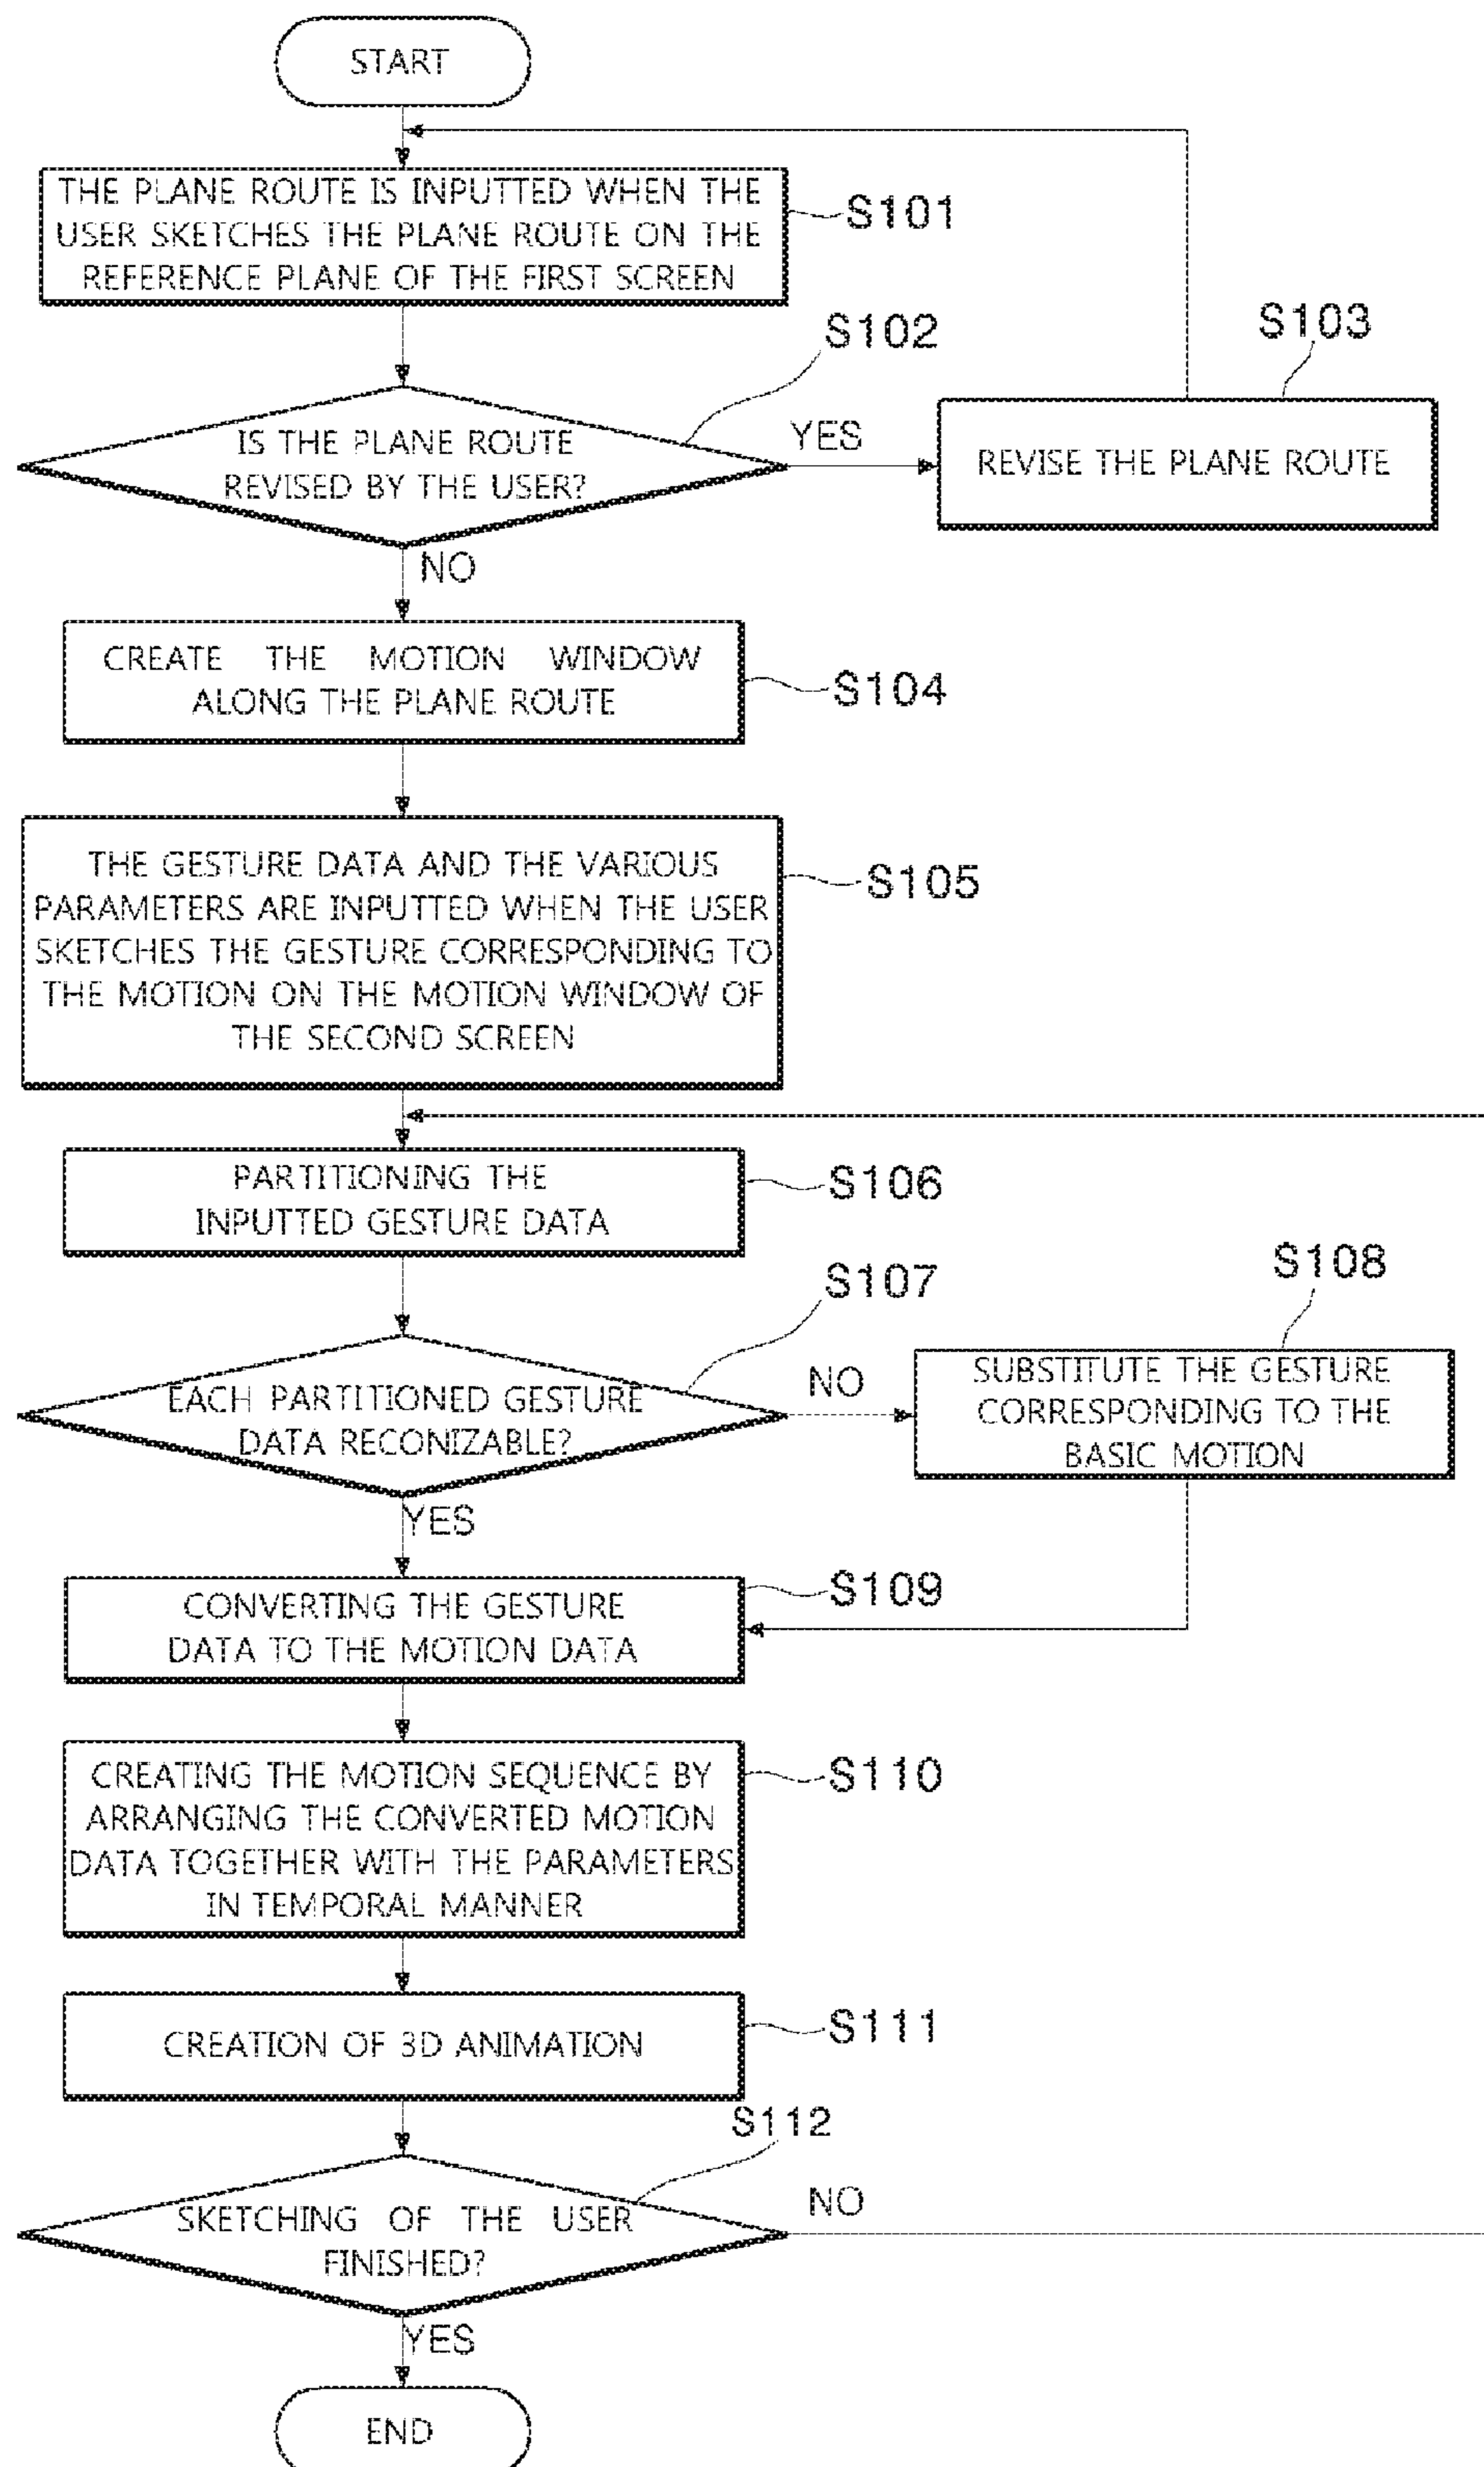 START
THE PLANE ROUTE IS INPUTTED WHEN THE
USER SKETCHES THE PLANE ROUTE ON THE
REFERENCE PLANE OF THE FIRST SCREEN
S101
S102
S103
IS THE PLANE ROUTE
REVISED BY THE USER?
YES
REVISE THE PLANE ROUTE
NO
CREATE THE MOTION WINDOW
ALONG THE PLANE ROUTE
S104
THE GESTURE DATA AND THE VARIOUS
PARAMETERS ARE INPUTTED WHEN THE USER
SKETCHES THE GESTURE CORRESPONDING TO
THE MOTION ON THE MOTION WINDOW OF
THE SECOND SCREEN
S105
PARTITIONING THE
INPUTTED GESTURE DATA
S106
S107
S108
EACH PARTITIONED GESTURE
DATA RECONIZABLE?
NO
SUBSTITUTE THE GESTURE
CORRESPONDING TO THE
BASIC MOTION
YES
CONVERTING THE GESTURE
DATA TO THE MOTION DATA
S109
CREATING THE MOTION SEQUENCE BY
ARRANGING THE CONVERTED MOTION
DATA TOGETHER WITH THE PARAMETERS
IN TEMPORAL MANNER
S110
CREATION OF 3D ANIMATION
S111
S112
SKETCHING OF THE USER
FINISHED?
NO
YES
END